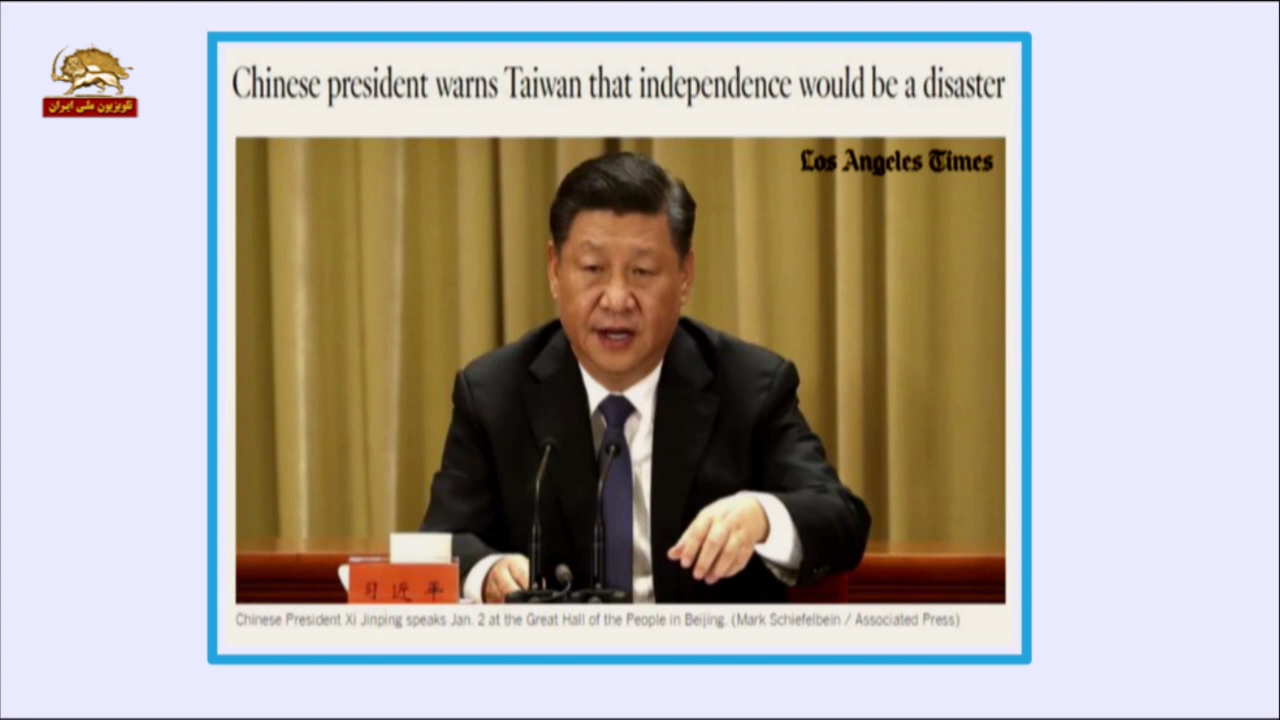 تلویزیون ملی ایران
Chinese president warns Taiwan that independence would be a disaster
Los Angeles Times
习近平
Chinese President Xi Jinping speaks Jan. 2 at the Great Hall of the People in Beijing. (Mark Schiefelbein / Associated Press)